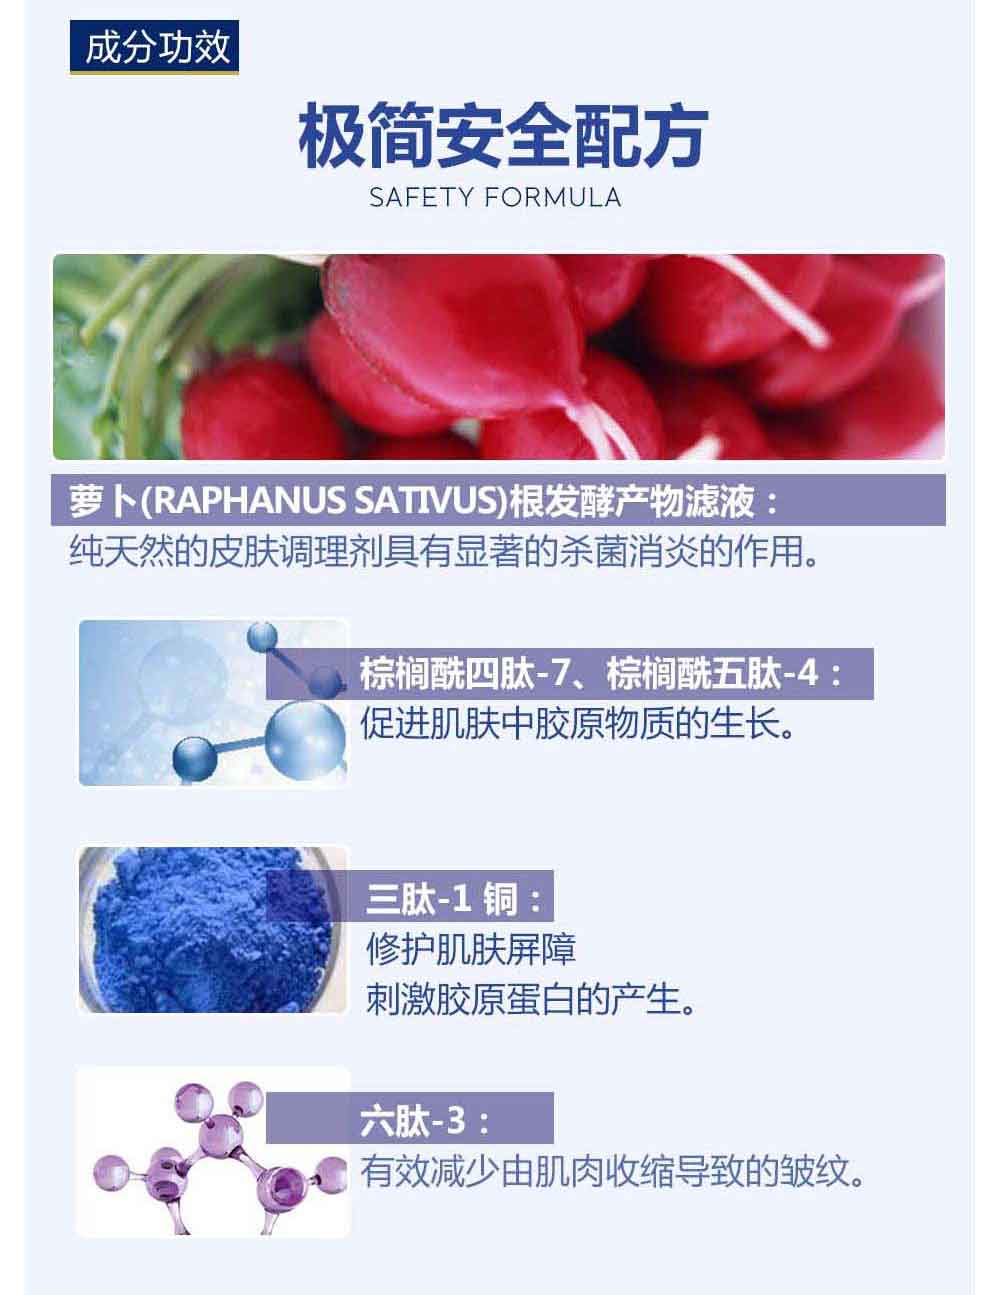 成分功效
极简安全配方
SAFETY FORMULA
萝卜(RAPHANUS SATIVUS)根发酵产物滤液：
纯天然的皮肤调理剂具有显著的杀菌消炎的作用。
棕榈酰四肽-7、棕榈酰五肽-4：
促进肌肤中胶原物质的生长。
三肽-1 铜：
修护肌肤屏障
刺激胶原蛋白的产生。
六肽-3：
有效减少由肌肉收缩导致的皱纹。